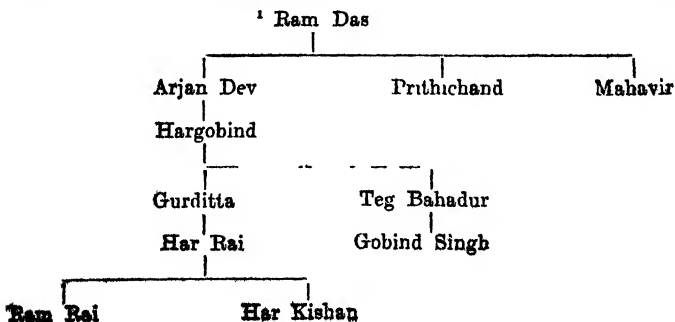 ¹ Ram Das
Arjan Dev Prithichand Mahavir
Hargobind
Gurditta Teg Bahadur
Har Rai Gobind Singh
Ram Rai Har Kishan